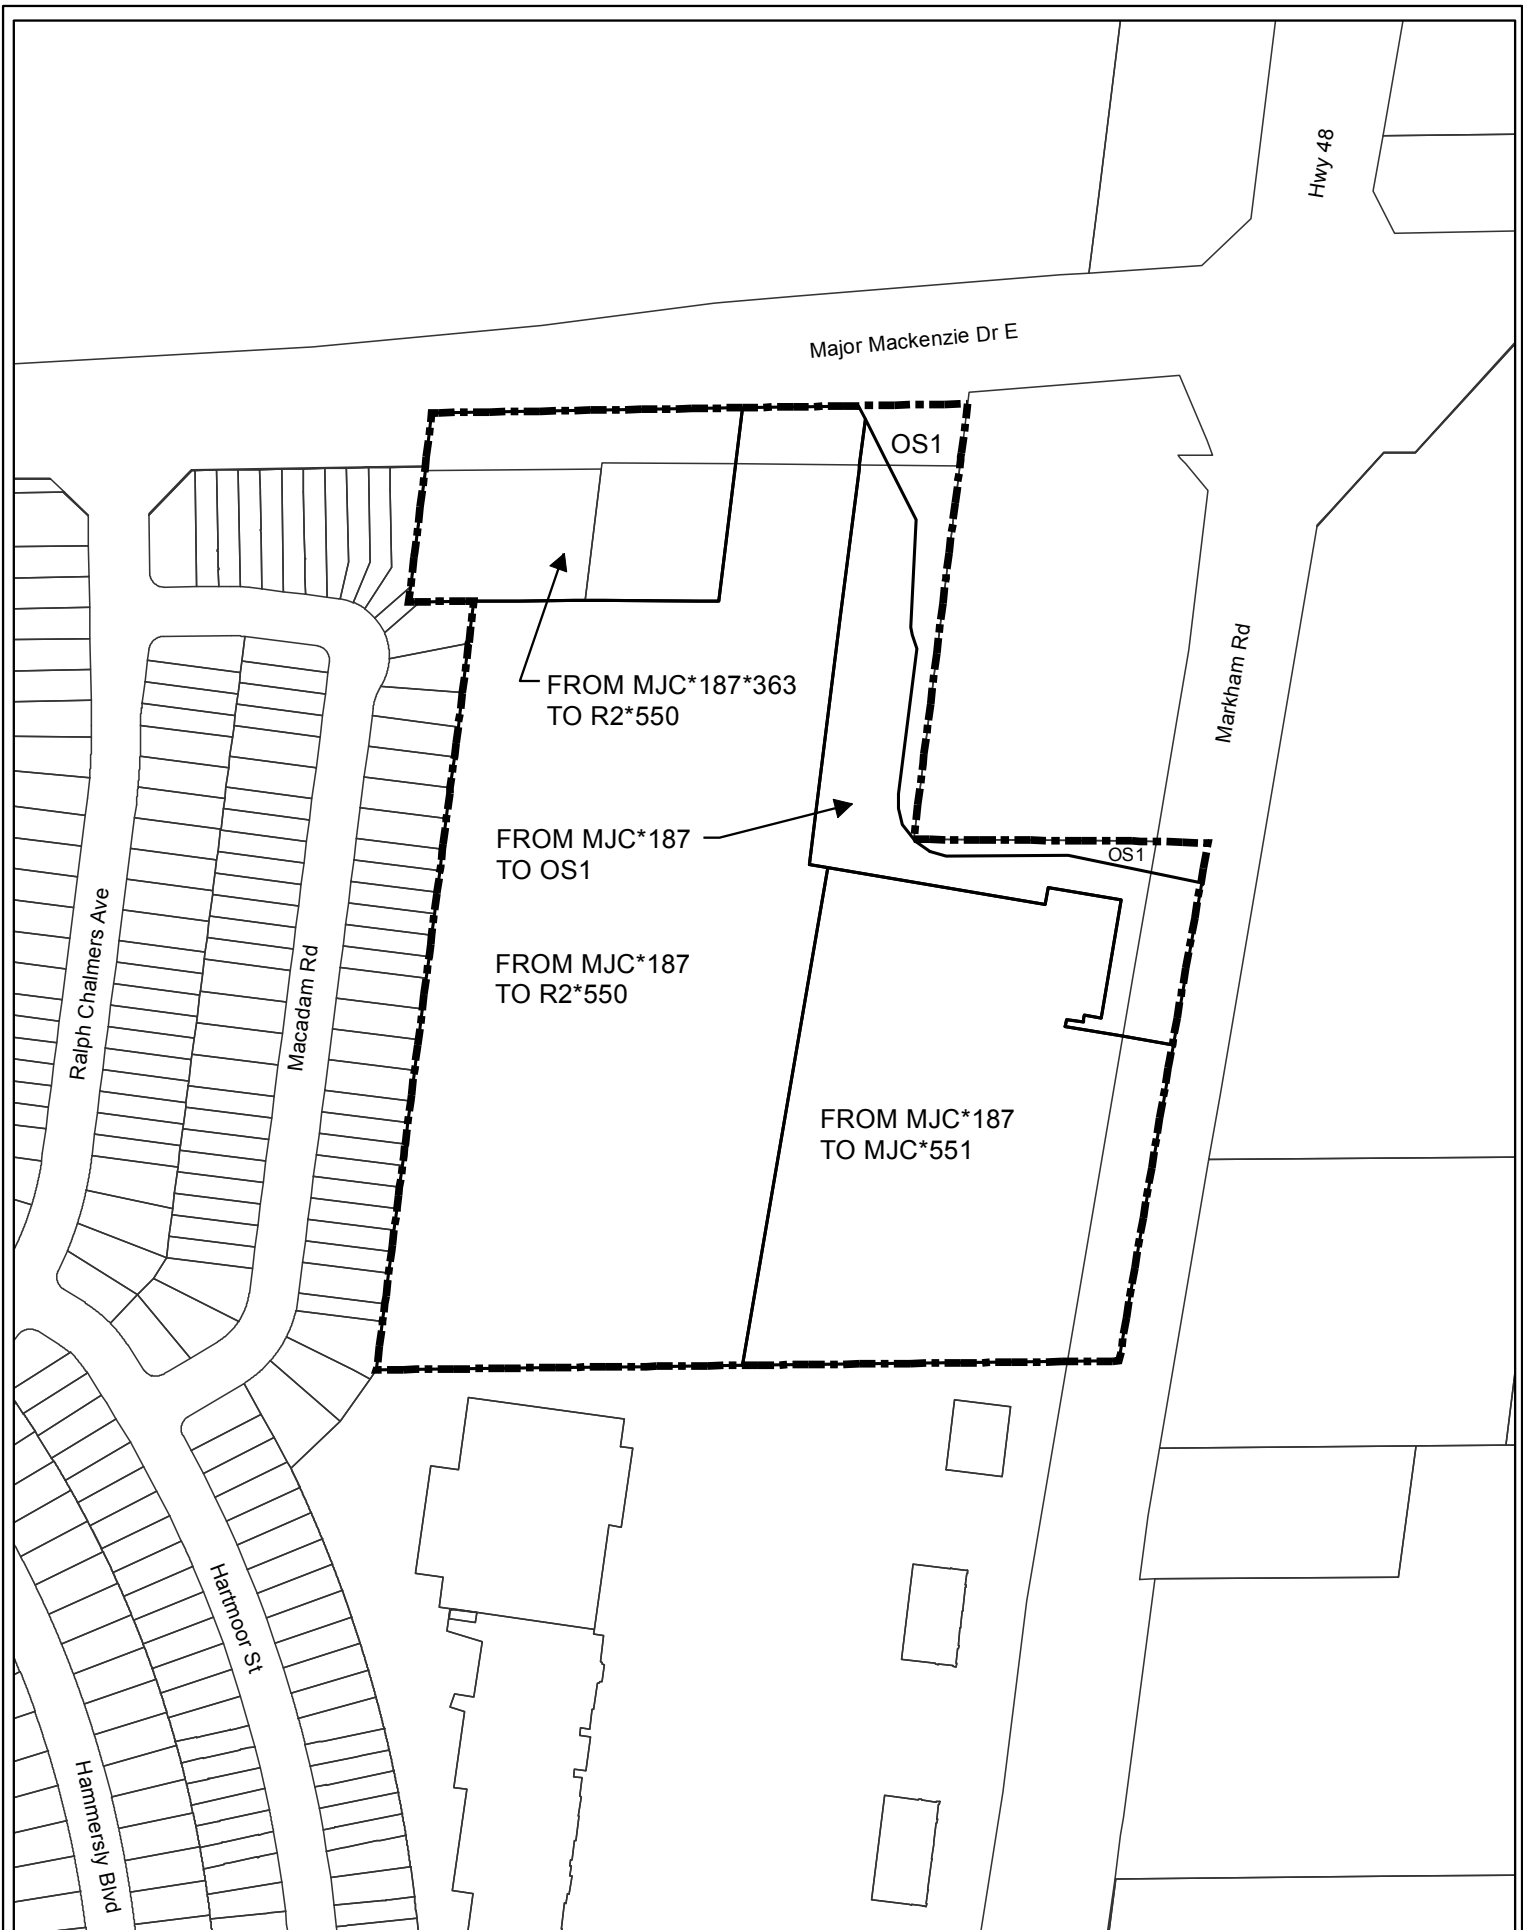 Hwy 48
Major Mackenzie Dr E
OS1
FROM MJC*187*363
TO R2*550
Markham Rd
FROM MJC*187
TO OS1
OS1
Ralph Chalmers Ave
Macadam Rd
FROM MJC*187
TO R2*550
FROM MJC*187
TO MJC*551
Hartmoor St
Hammersly Blvd